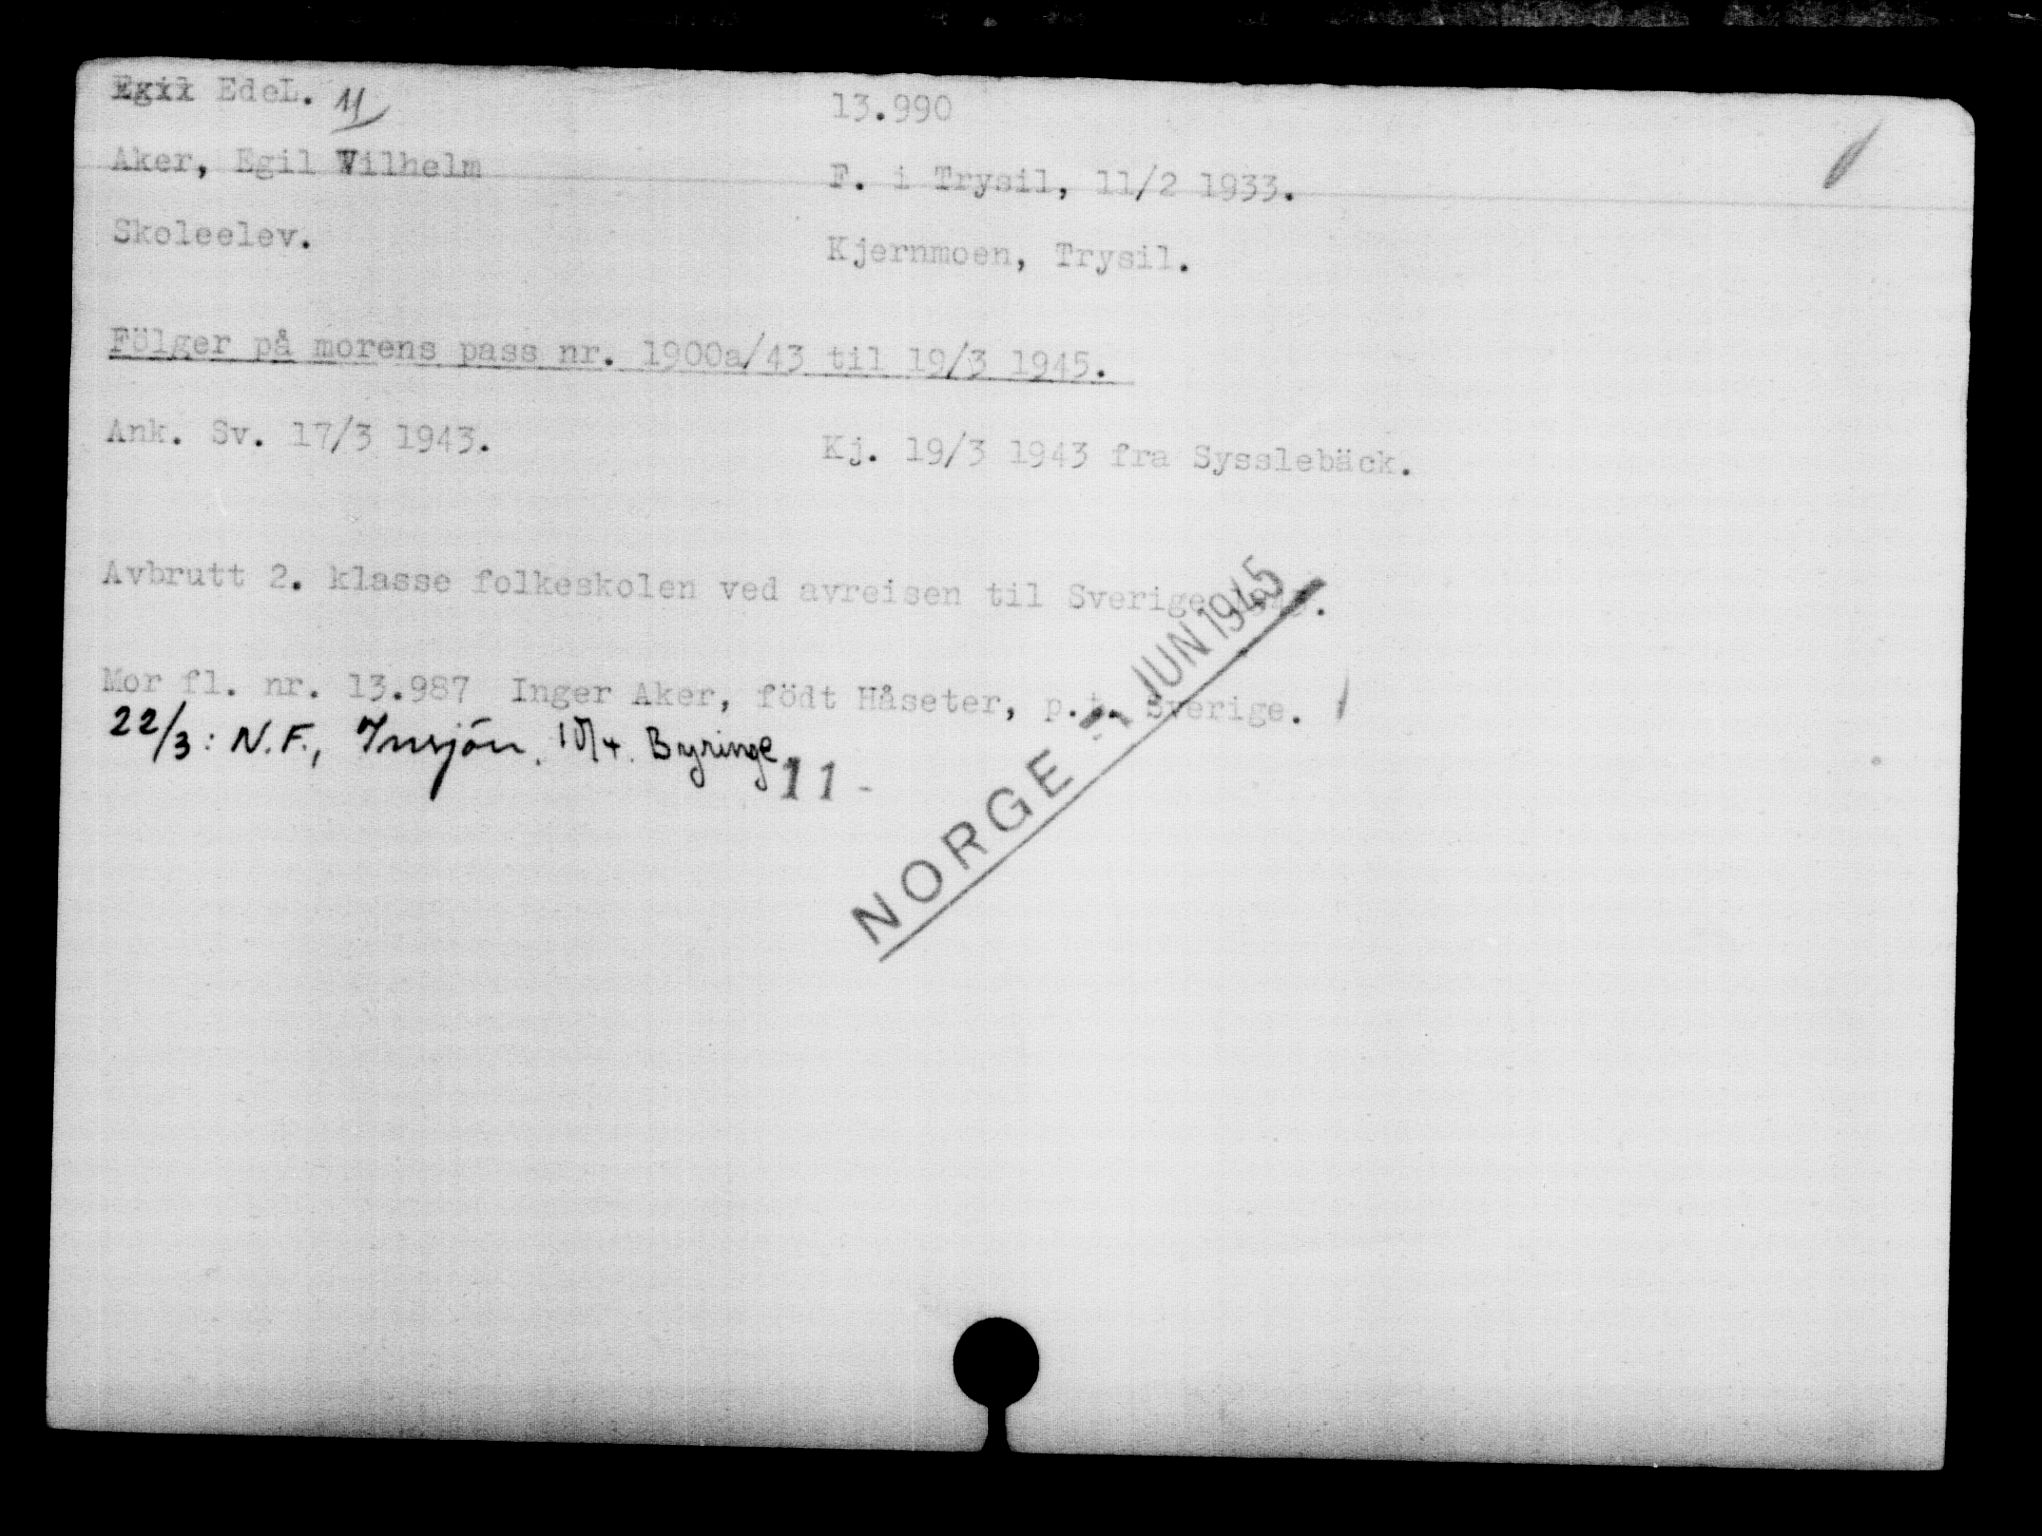 Egil EdeL. 11 13.990
Aker, Egil Wilhelm F. i Trysil, 11/2 1933.
Skoleelev. Kjernmoen, Trysil.
Fölger på morens pass nr. 1900a/43 til 19/3 1945.
Ank. Sv. 17/3 1943. Kj. 19/3 1943 fra Sysslebäck.
Avbrutt 2. klasse folkeskolen ved avreisen til Sverige
Mor fl. nr. 13.987 Inger Aker, födt Håseter, p.t. Sverige.
22/3: N.F., Insjön. Byringe 11-
NORGE - 1 JUN 1945